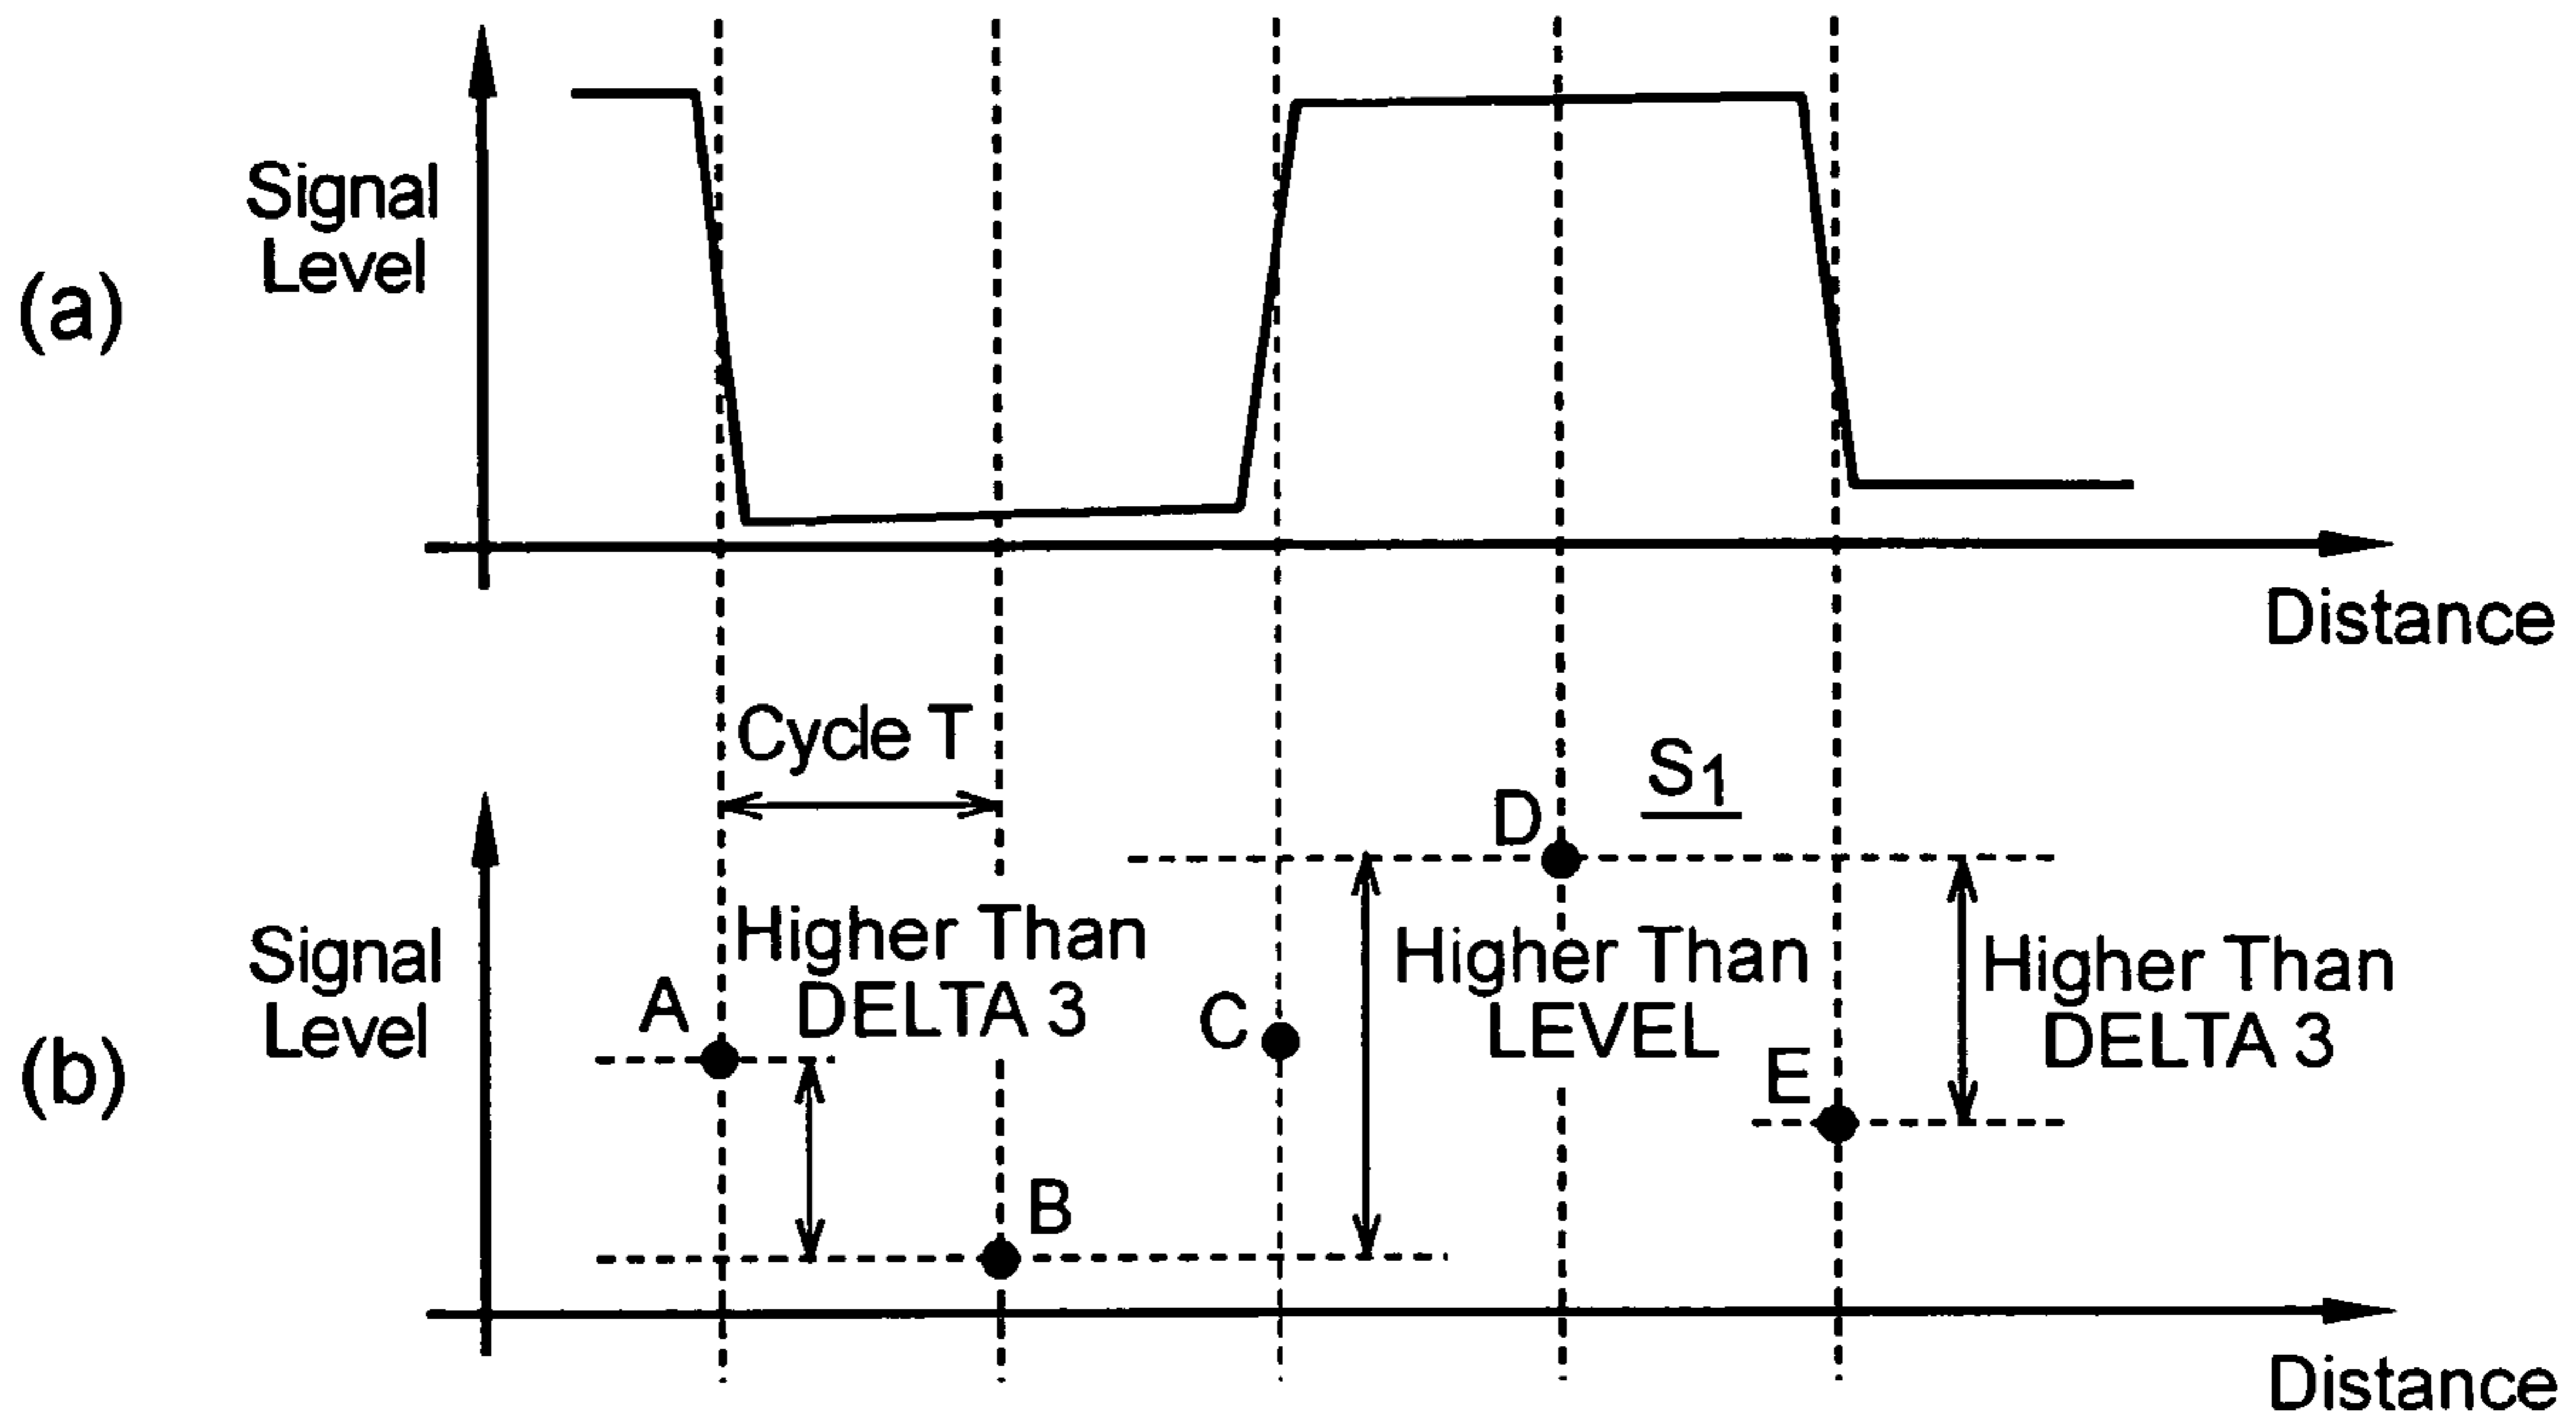 (a)
Signal
Level
Distance
Cycle T
S1
(b)
Signal
Level
A
Higher Than
DELTA 3
B
C
D
Higher Than
LEVEL
E
Higher Than
DELTA 3
Distance